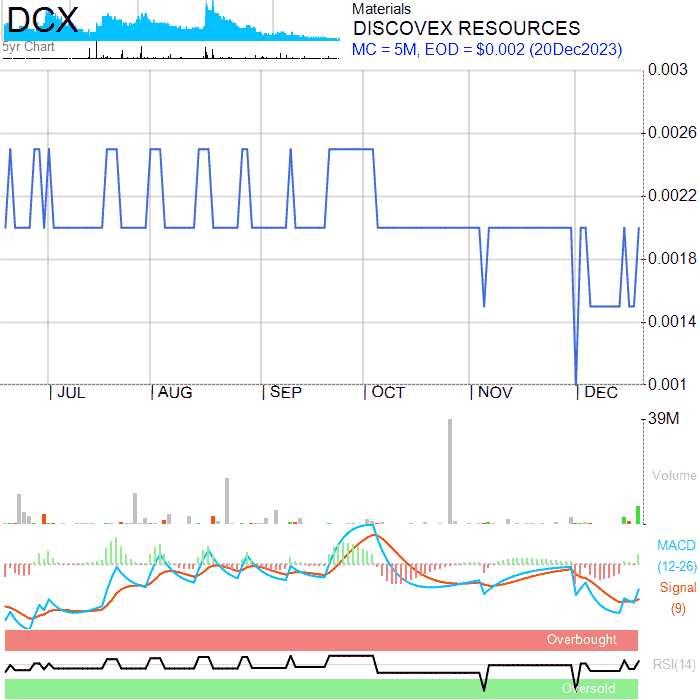 DCX
5yr Chart
Materials
DISCOVEX RESOURCES
MC = 5M, EOD = $0.002 (20Dec2023)
0.003
0.0026
0.0022
0.0018
0.0014
0.001
JUL AUG SEP OCT NOV DEC
39M
Volume
MACD
(12-26)
Signal
(9)
Overbought
RSI(14)
Oversold